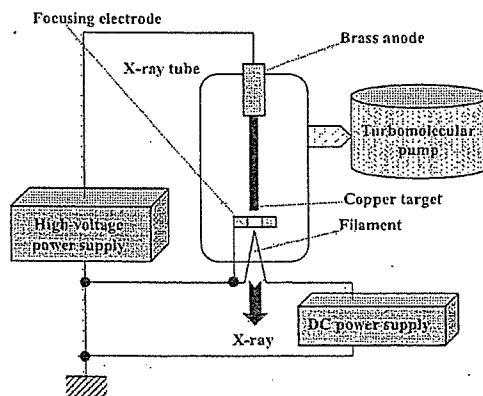 Focusing electrode
Brass anode
X-ray tube
Turbomolecular
pump
Copper target
Filament
High-voltage
power supply
X-ray
DC power supply